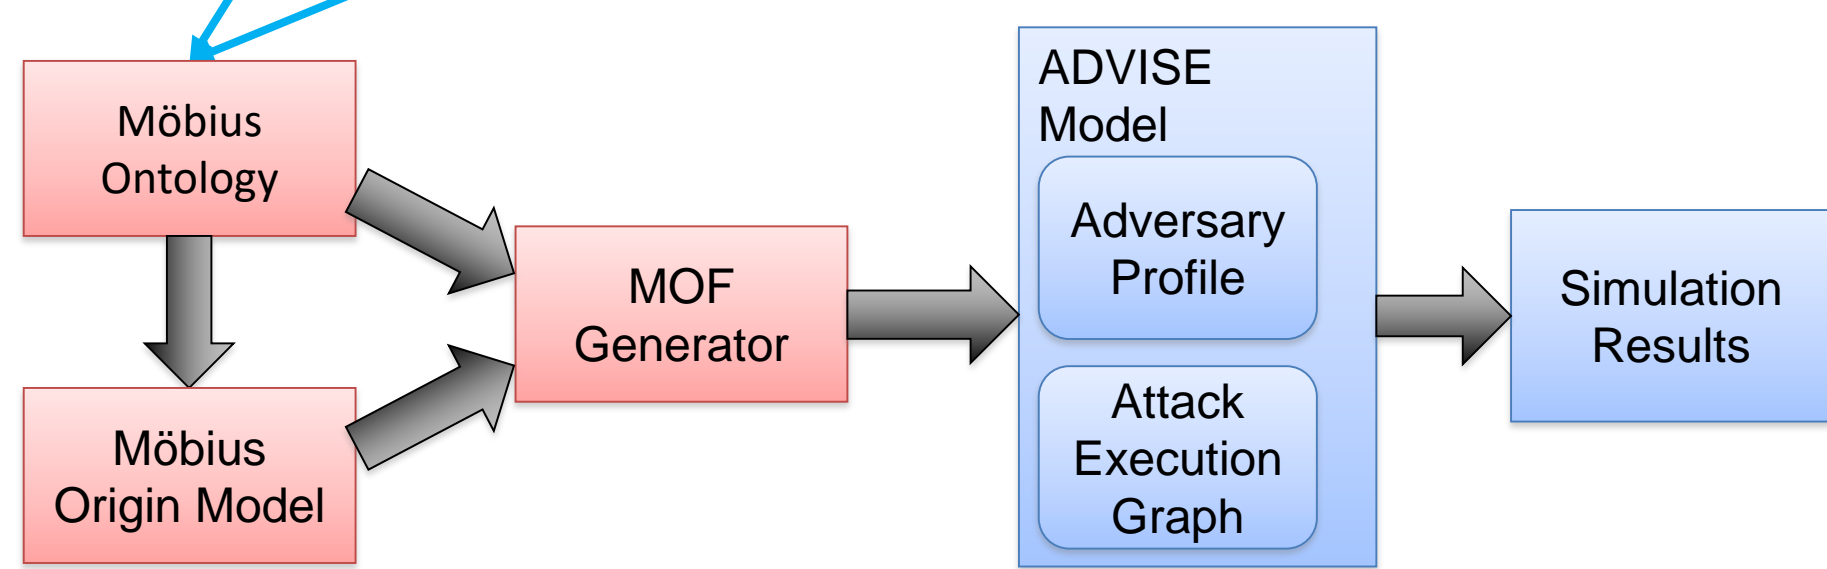 Möbius
Ontology
Möbius
Origin Model
MOF
Generator
ADVISE
Model
Adversary
Profile
Attack
Execution
Graph
Simulation
Results